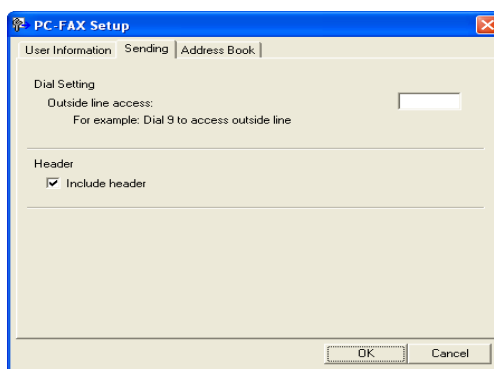 PC-FAX Setup
User Information Sending Address Book
Dial Setting
Outside line access:
For example: Dial 9 to access outside line
Header
Include header
OK Cancel